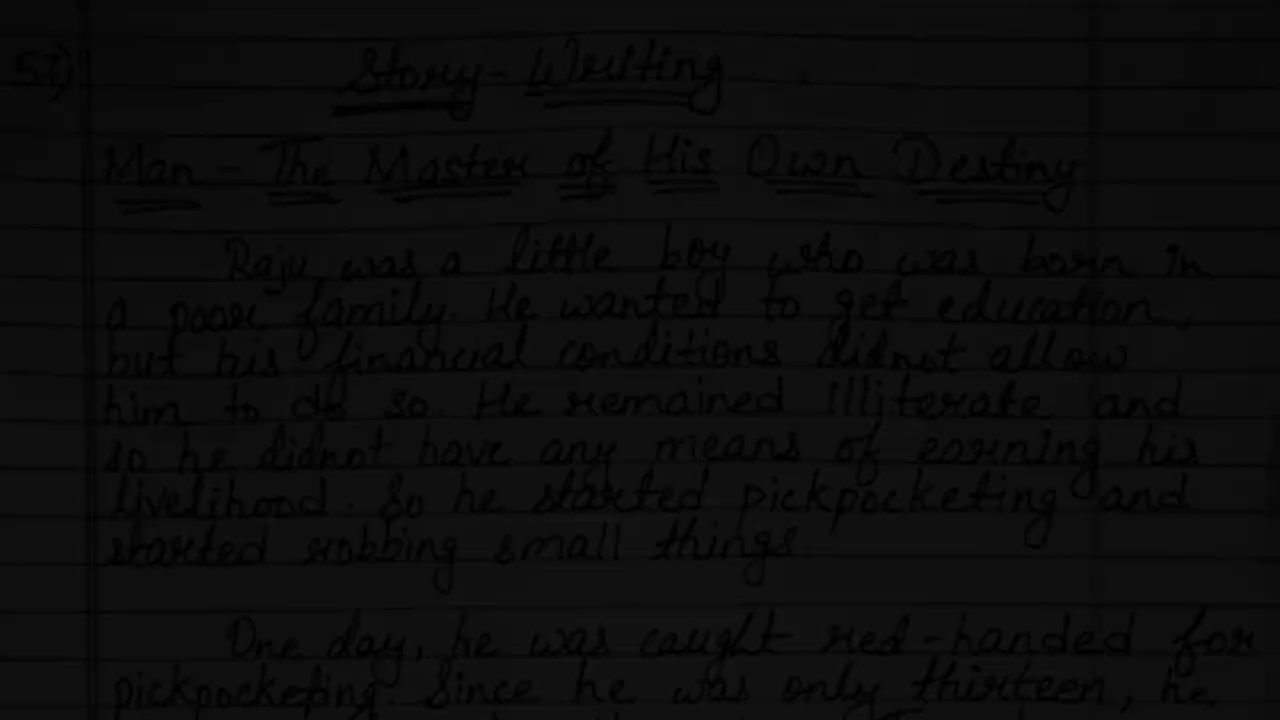 57)
Story-Writing
Man - The Master of His Own Destiny
Raju was a little boy who was born in
a poor family. He wanted to get education,
but his financial conditions didnot allow
him to do so. He remained illiterate and
so he didnot have any means of earning his
livelihood. So he started pickpocketing and
started robbing small things
One day, he was caught red-handed for
pickpocketing. Since he was only thirteen, he